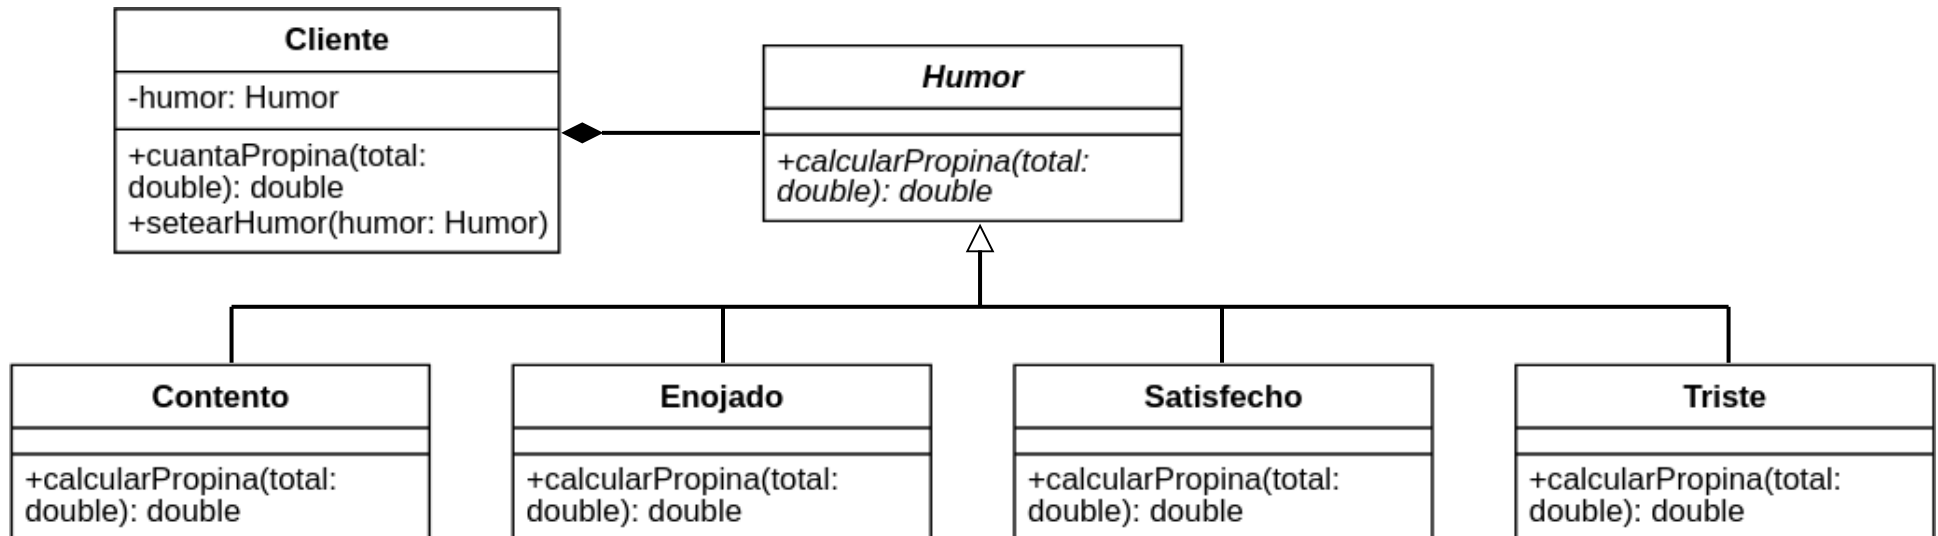 Cliente
-humor: Humor
+cuantaPropina(total:
double): double
+setearHumor(humor: Humor)
Humor
+calcularPropina(total:
double): double
Contento
+calcularPropina(total:
double): double
Enojado
+calcularPropina(total:
double): double
Satisfecho
+calcularPropina(total:
double): double
Triste
+calcularPropina(total:
double): double